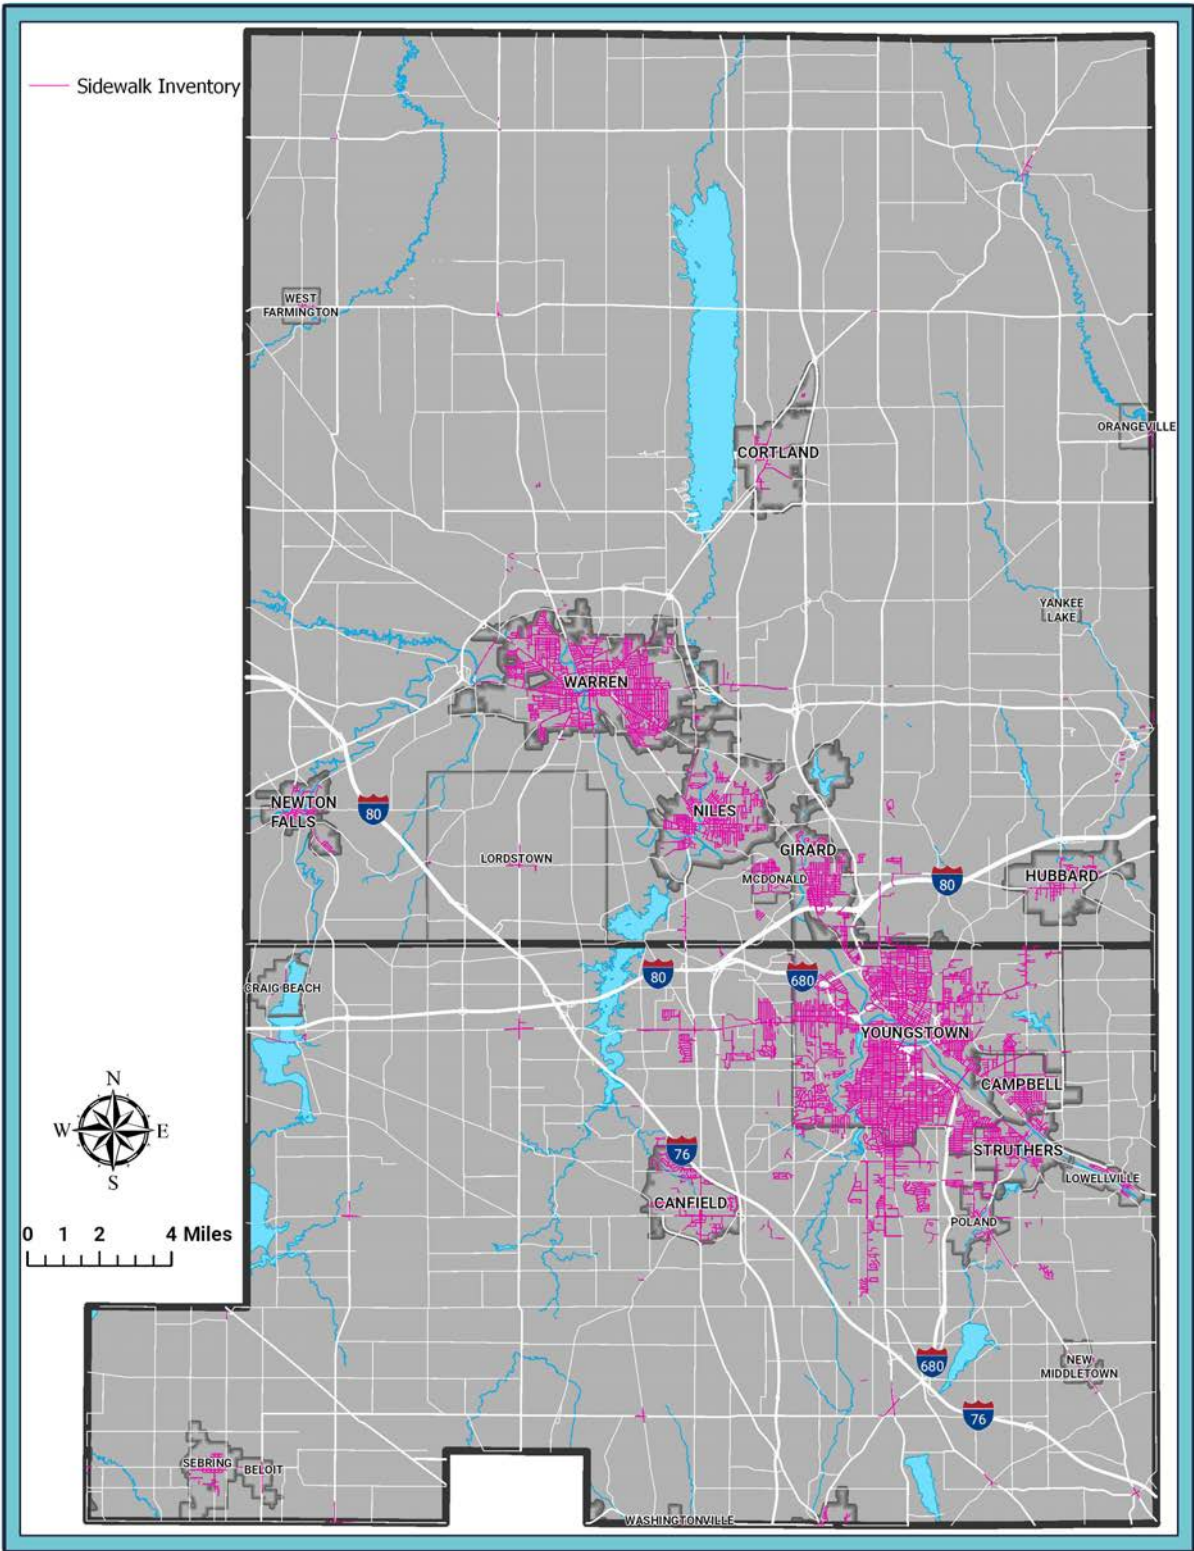 Sidewalk Inventory
WEST
FARMINGTON
ORANGEVILLE
CORTLAND
YANKEE
LAKE
WARREN
NEWTON
FALLS
80
NILES
GIRARD
LORDSTOWN
MCDONALD
80
HUBBARD
80
680
CRAIG BEACH
YOUNGSTOWN
CAMPBELL
N
W
E
S
76
STRUTHERS
LOWELLVILLE
CANFIELD
POLAND
0 1 2 4 Miles
680
NEW
MIDDLETOWN
76
SEBRING
BELOIT
WASHINGTONVILLE